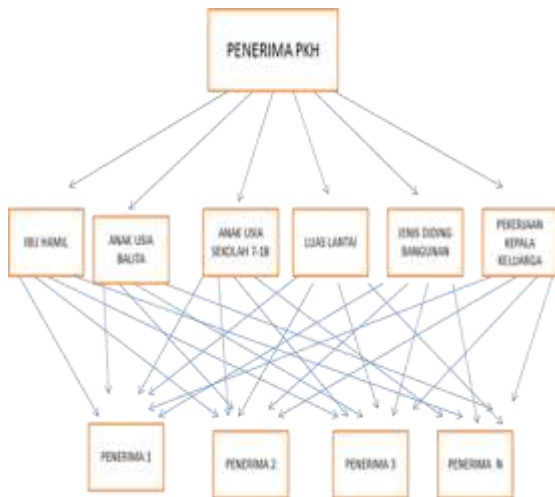 PENERIMA PKH
IBU HAMIL
ANAK USIA
BALITA
ANAK USIA
SEKOLAH 7-18
LUAS LANTAI
JENIS DIDING
BANGUNAN
PEKERJAAN
KEPALA
KELUARGA
PENERIMA 1
PENERIMA 2
PENERIMA 3
PENERIMA N